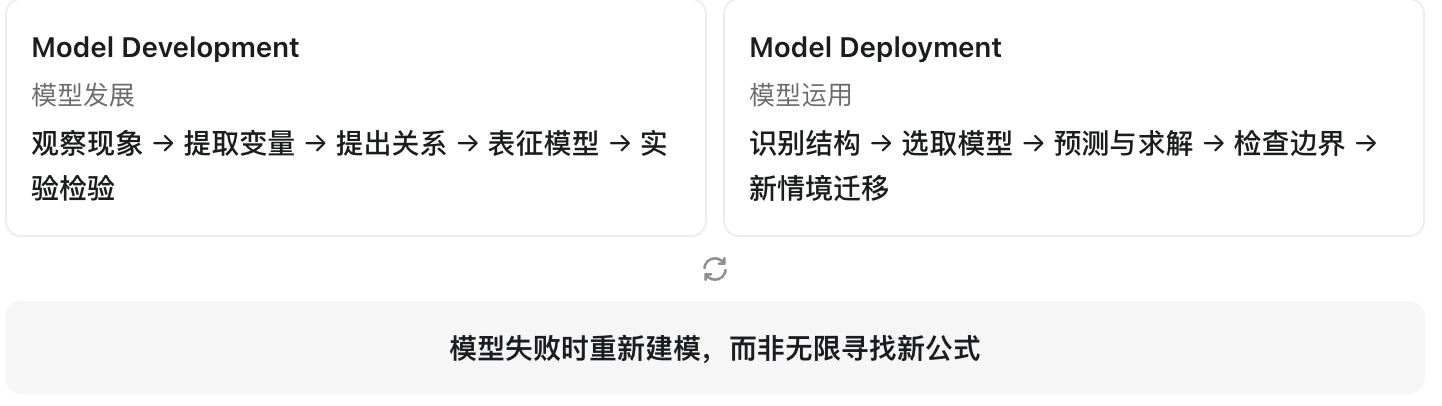 Model Development
模型发展
观察现象 → 提取变量 → 提出关系 → 表征模型 → 实
验检验
Model Deployment
模型运用
识别结构 → 选取模型 → 预测与求解 → 检查边界 →
新情境迁移
模型失败时重新建模，而非无限寻找新公式